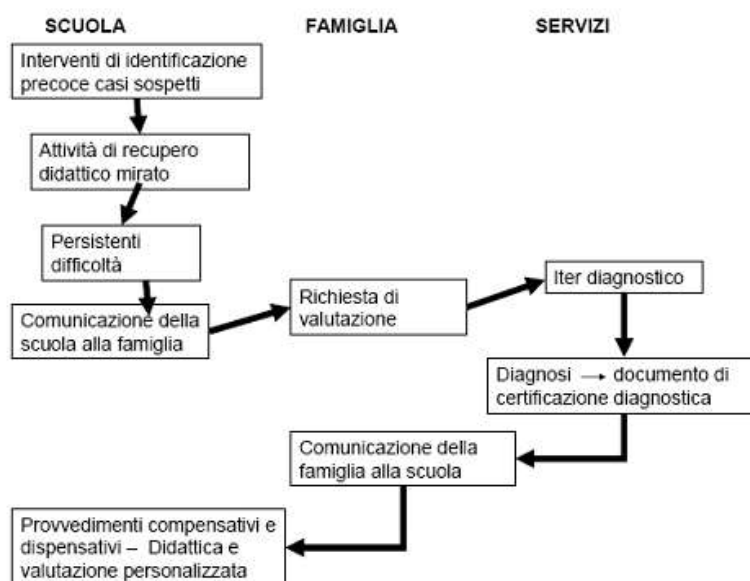 SCUOLA
FAMIGLIA
SERVIZI
Interventi di identificazione
precoce casi sospetti
Attività di recupero
didattico mirato
Persistenti
difficoltà
Comunicazione della
scuola alla famiglia
Richiesta di
valutazione
Iter diagnostico
Diagnosi → documento di
certificazione diagnostica
Comunicazione della
famiglia alla scuola
Provvedimenti compensativi e
dispensativi – Didattica e
valutazione personalizzata